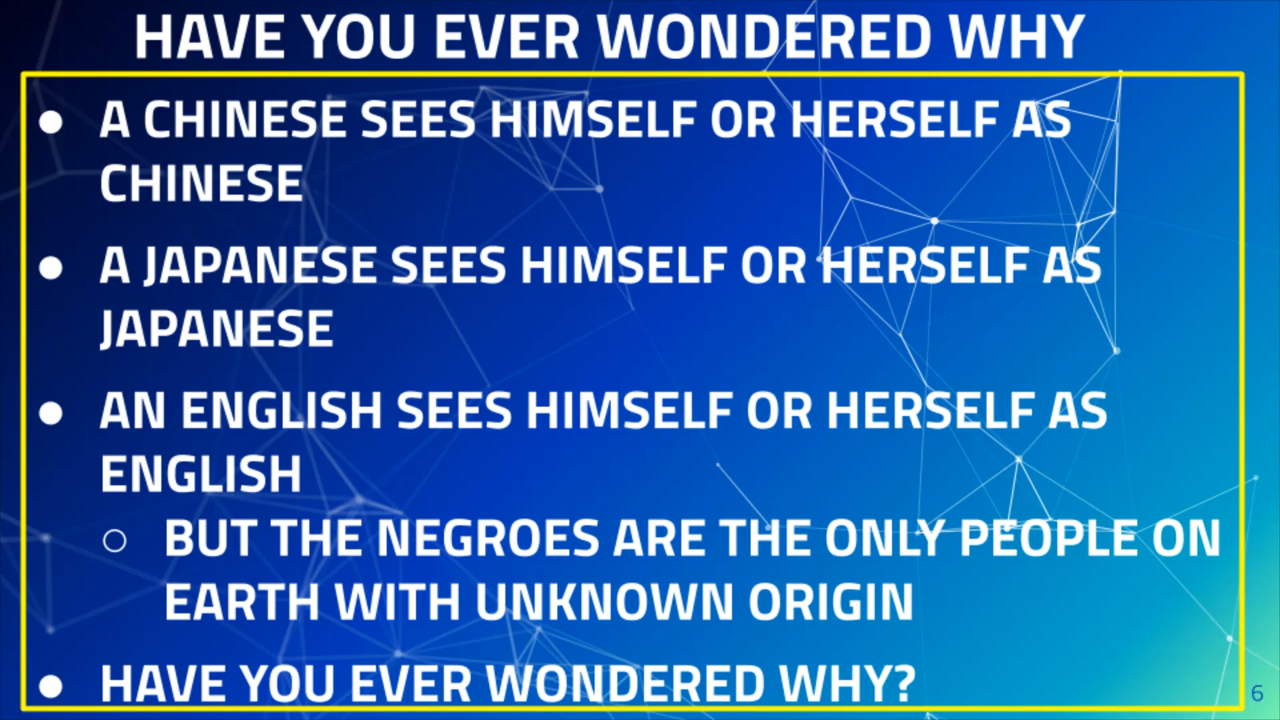 HAVE YOU EVER WONDERED WHY
● A CHINESE SEES HIMSELF OR HERSELF AS
CHINESE
● A JAPANESE SEES HIMSELF OR HERSELF AS
JAPANESE
● AN ENGLISH SEES HIMSELF OR HERSELF AS
ENGLISH
○ BUT THE NEGROES ARE THE ONLY PEOPLE ON
EARTH WITH UNKNOWN ORIGIN
● HAVE YOU EVER WONDERED WHY?
6